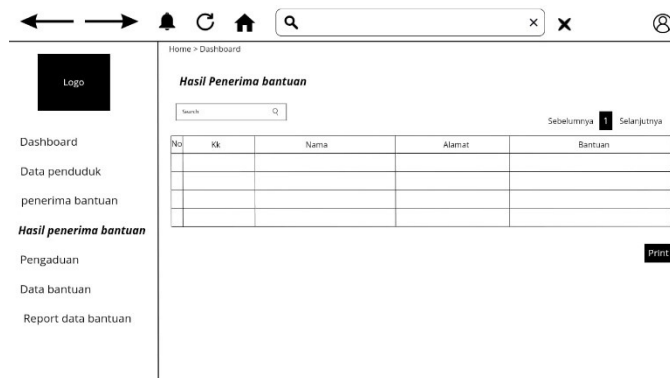 Home > Dashboard
Logo
Hasil Penerima bantuan
Search
Sebelumnya 1 Selanjutnya
No Kk Nama Alamat Bantuan
Dashboard
Data penduduk
penerima bantuan
Hasil penerima bantuan
Pengaduan
Data bantuan
Report data bantuan
Print